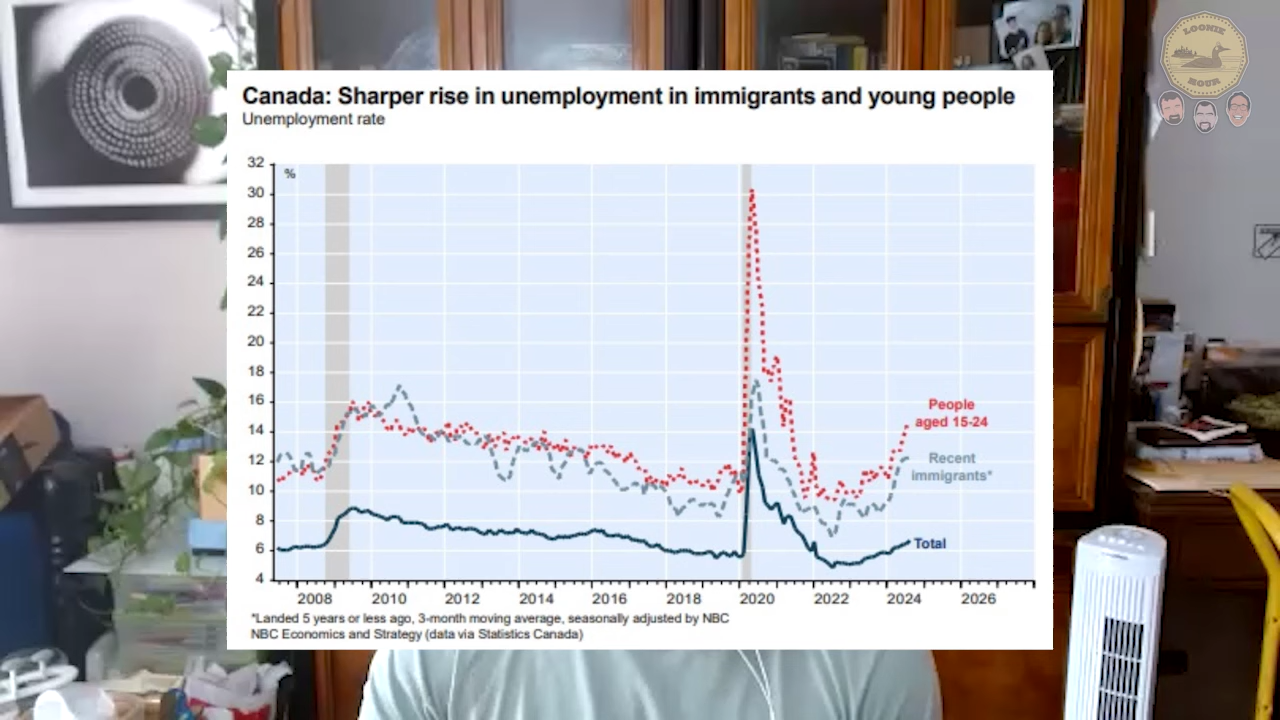 LOONIE
HOUR
Canada: Sharper rise in unemployment in immigrants and young people
Unemployment rate
%
32
30
28
26
24
22
20
18
16
14
12
10
8
6
4
People
aged 15-24
Recent
immigrants*
Total
2008 2010 2012 2014 2016 2018 2020 2022 2024 2026
*Landed 5 years or less ago, 3-month moving average, seasonally adjusted by NBC
NBC Economics and Strategy (data via Statistics Canada)